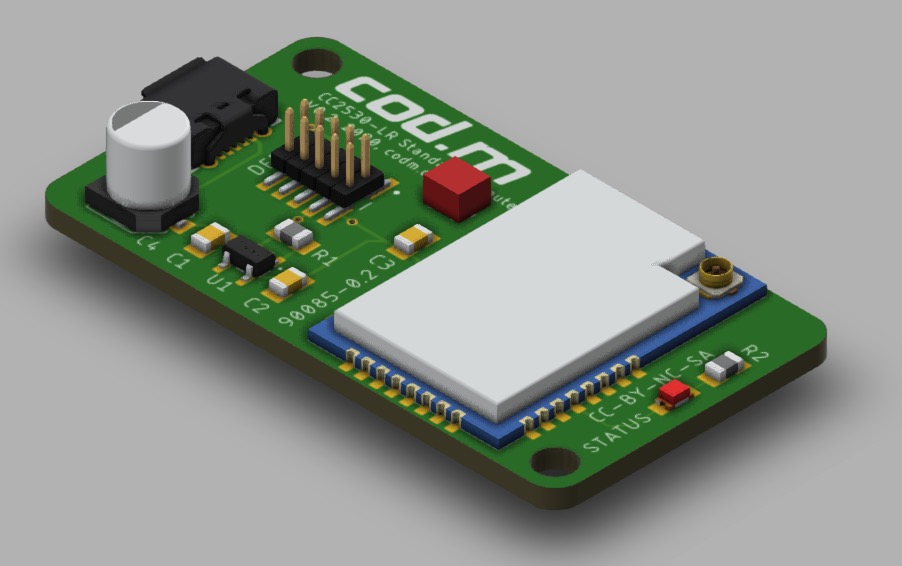 cod.m
CC2530-LR Stand
codm.
DE
C4
C1
U1
C2
R1
C3
90085-0.2
CC-BY-NC-SA
STATUS
R2